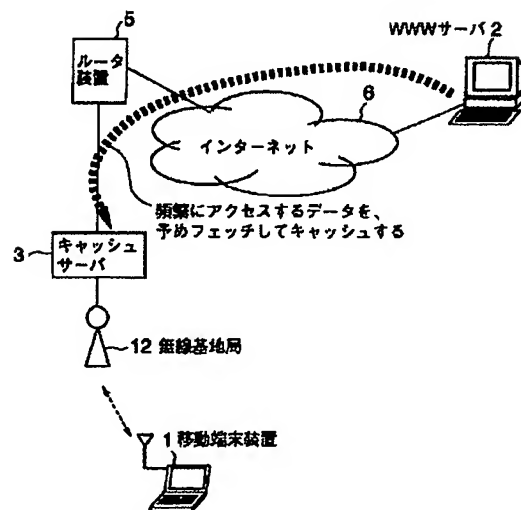 5
ルータ
装置
WWWサーバ2
6
インターネット
頻繁にアクセスするデータを、
予めフェッチしてキャッシュする
3
キャッシュ
サーバ
12 無線基地局
1 移動端末装置